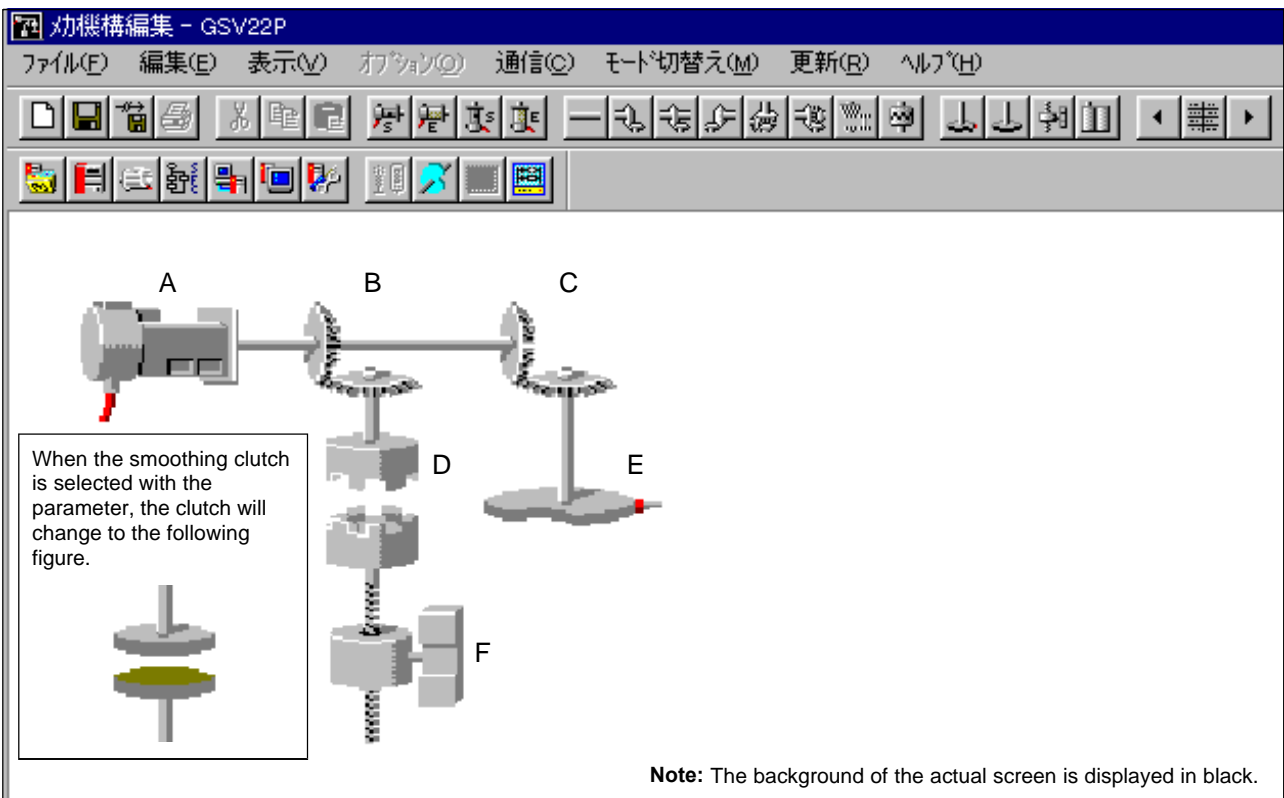 ﾒｶ機構編集 - GSV22P
ﾌｧｲﾙ(F) 編集(E) 表示(V) ｵﾌﾟｼｮﾝ(O) 通信(C) ﾓｰﾄﾞ切替え(M) 更新(R) ﾍﾙﾌﾟ(H)
S E S E
A B C
When the smoothing clutch
is selected with the
parameter, the clutch will
change to the following
figure.
D E
F
Note: The background of the actual screen is displayed in black.